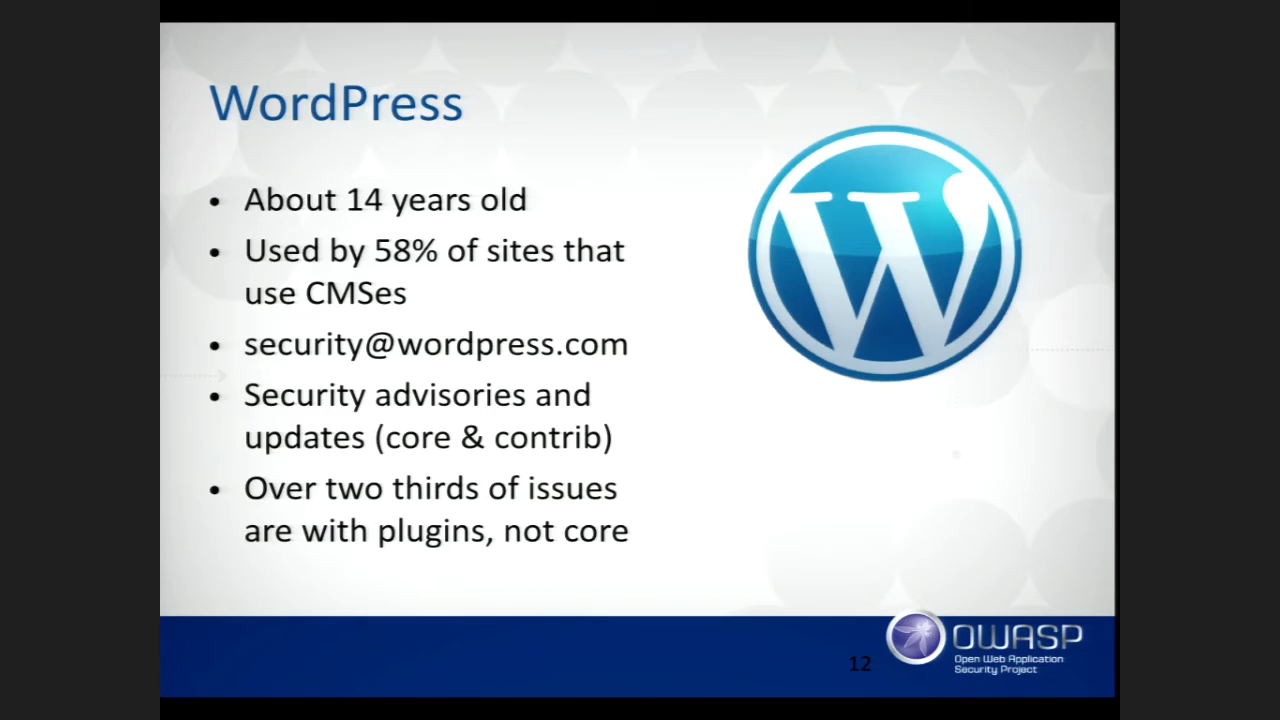 WordPress
• About 14 years old
• Used by 58% of sites that
use CMSes
• security@wordpress.com
• Security advisories and
updates (core & contrib)
• Over two thirds of issues
are with plugins, not core
12
OWASP
Open Web Application
Security Project